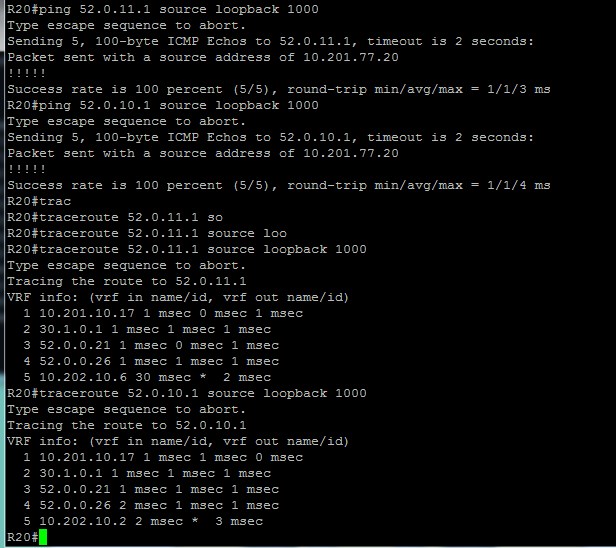 R20#ping 52.0.11.1 source loopback 1000
Type escape sequence to abort.
Sending 5, 100-byte ICMP Echos to 52.0.11.1, timeout is 2 seconds:
Packet sent with a source address of 10.201.77.20
!!!!!
Success rate is 100 percent (5/5), round-trip min/avg/max = 1/1/3 ms
R20#ping 52.0.10.1 source loopback 1000
Type escape sequence to abort.
Sending 5, 100-byte ICMP Echos to 52.0.10.1, timeout is 2 seconds:
Packet sent with a source address of 10.201.77.20
!!!!!
Success rate is 100 percent (5/5), round-trip min/avg/max = 1/1/4 ms
R20#trac
R20#traceroute 52.0.11.1 so
R20#traceroute 52.0.11.1 source loo
R20#traceroute 52.0.11.1 source loopback 1000
Type escape sequence to abort.
Tracing the route to 52.0.11.1
VRF info: (vrf in name/id, vrf out name/id)
  1 10.201.10.17 1 msec 0 msec 1 msec
  2 30.1.0.1 1 msec 1 msec 1 msec
  3 52.0.0.21 1 msec 0 msec 1 msec
  4 52.0.0.26 1 msec 1 msec 1 msec
  5 10.202.10.6 30 msec *  2 msec
R20#traceroute 52.0.10.1 source loopback 1000
Type escape sequence to abort.
Tracing the route to 52.0.10.1
VRF info: (vrf in name/id, vrf out name/id)
  1 10.201.10.17 1 msec 1 msec 0 msec
  2 30.1.0.1 1 msec 1 msec 1 msec
  3 52.0.0.21 1 msec 1 msec 1 msec
  4 52.0.0.26 2 msec 1 msec 1 msec
  5 10.202.10.2 2 msec *  3 msec
R20#